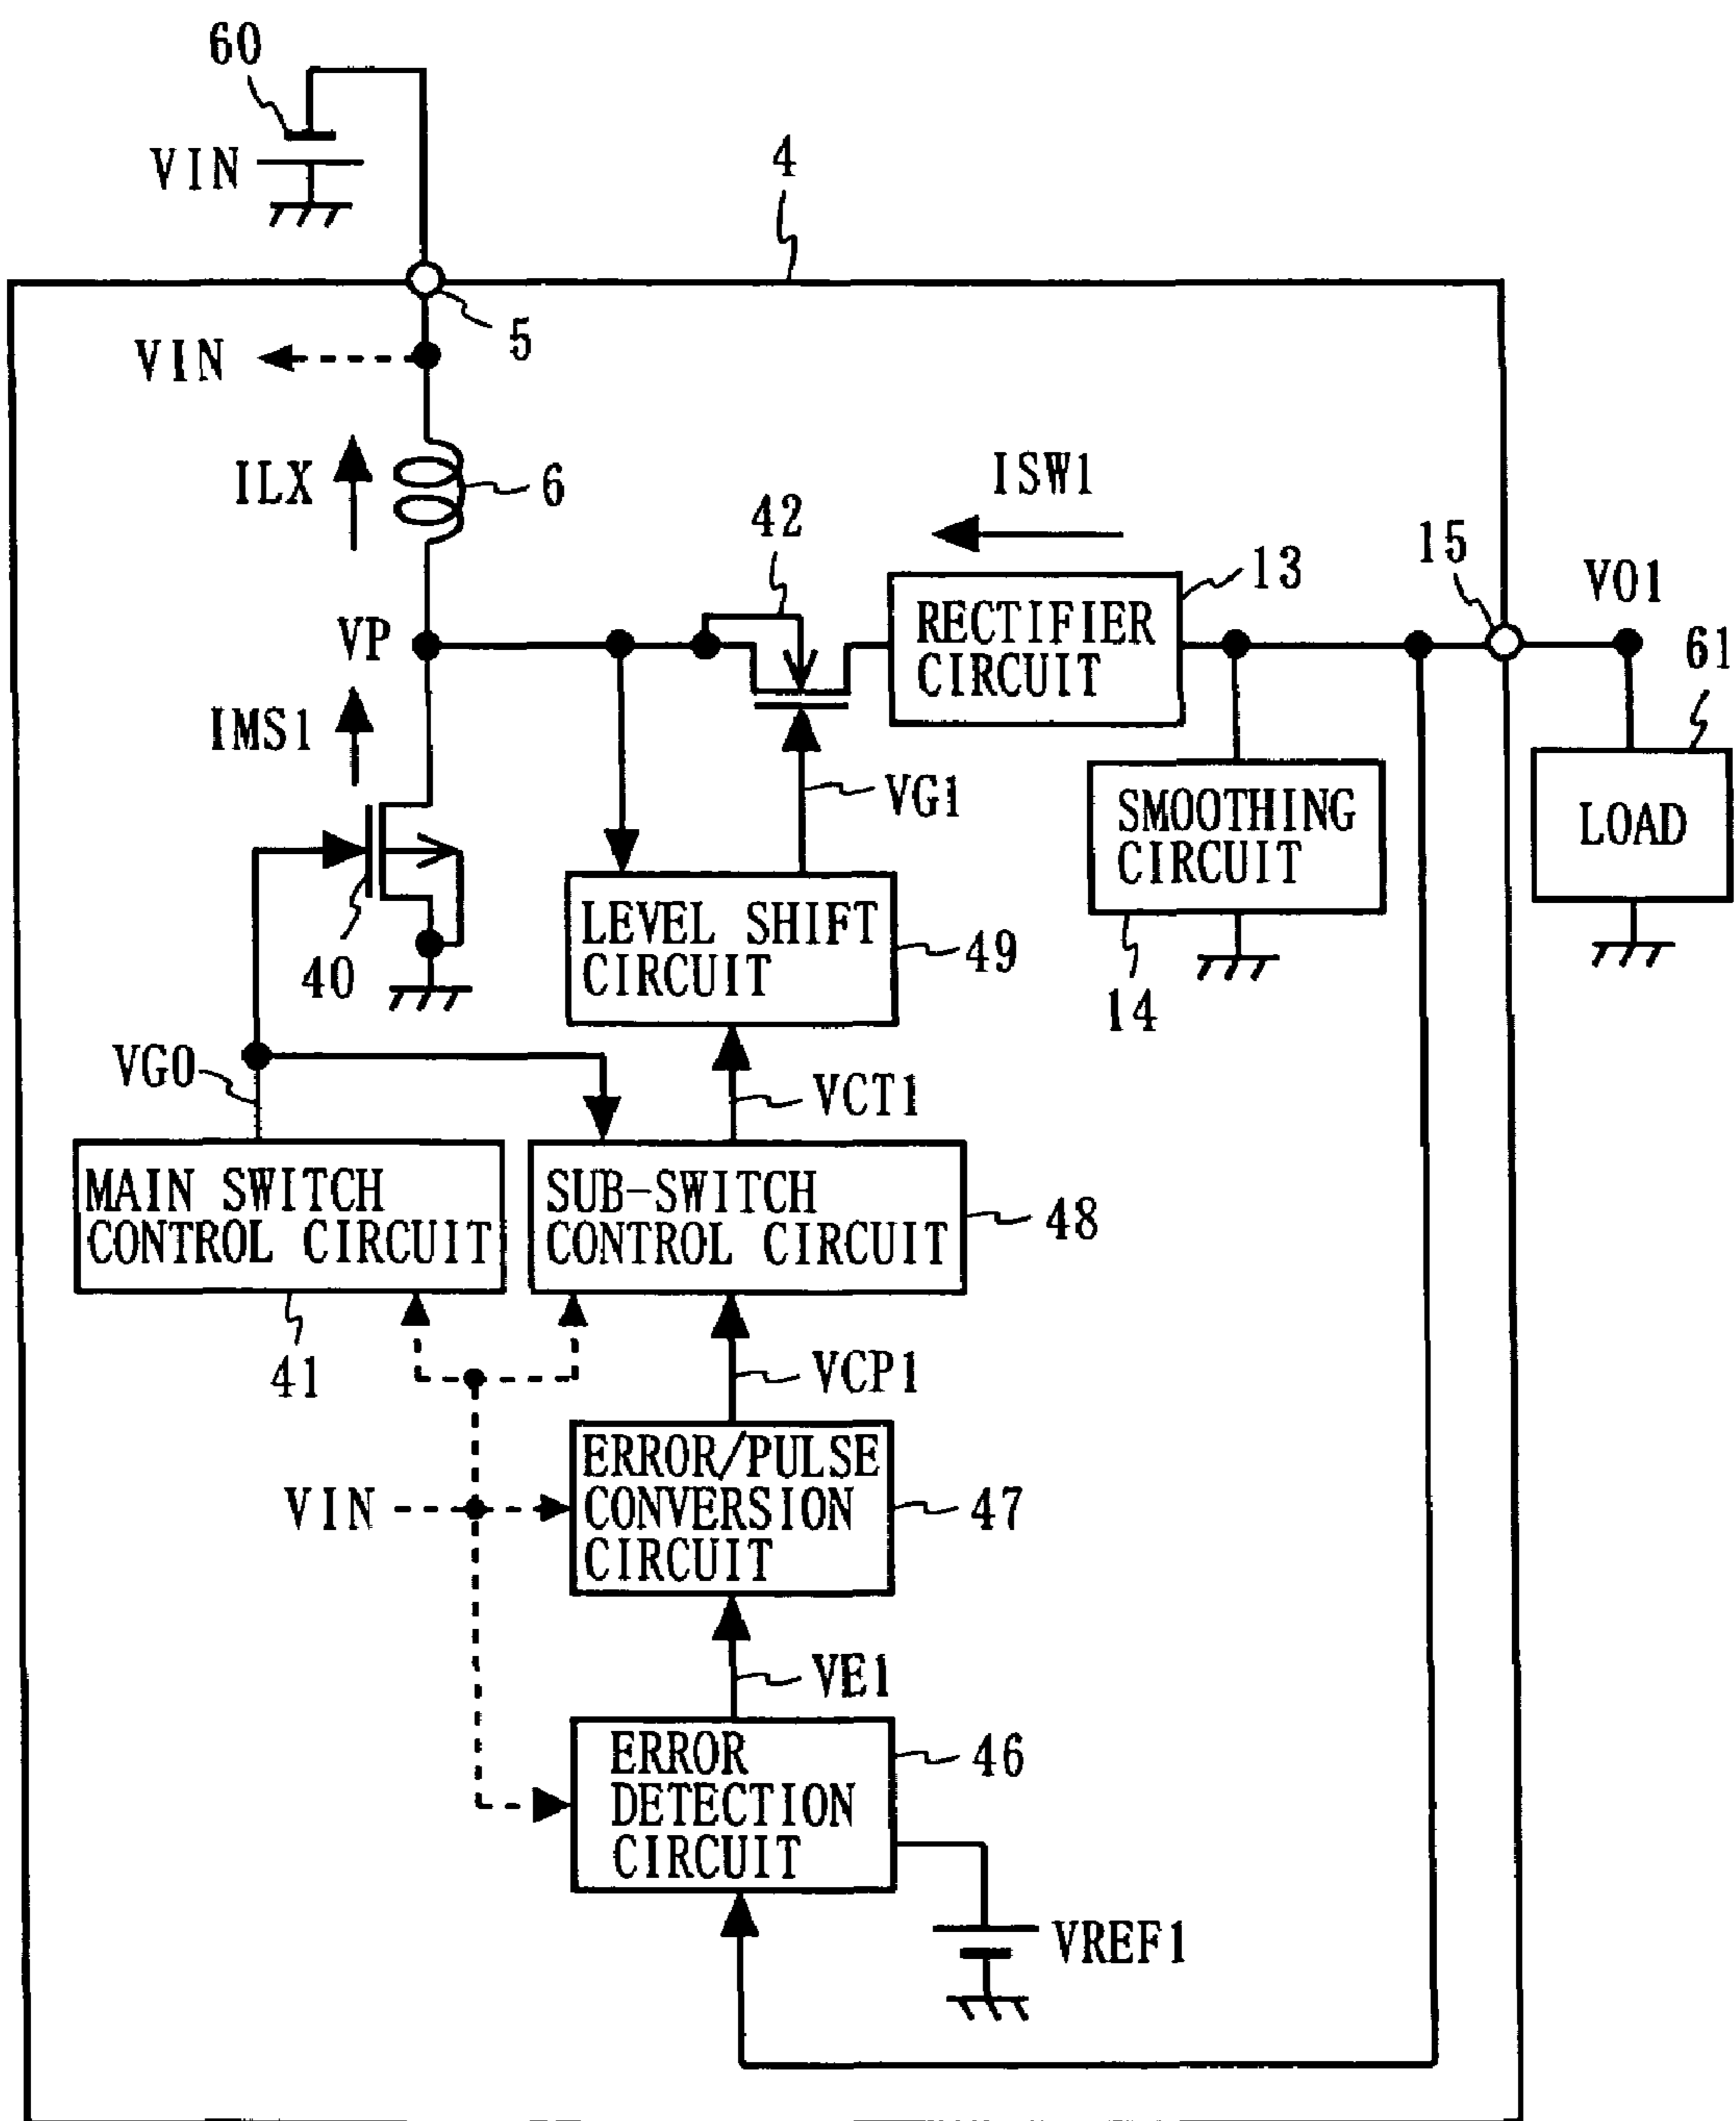 60
VIN
4
5
VIN
ILX
6
ISW1
42
15
13
VO1
RECTIFIER
CIRCUIT
VP
61
IMS1
VG1
SMOOTHING
CIRCUIT
LOAD
LEVEL SHIFT
CIRCUIT
49
40
14
VG0
VCT1
MAIN SWITCH
CONTROL CIRCUIT
SUB-SWITCH
CONTROL CIRCUIT
48
41
VCP1
ERROR/PULSE
CONVERSION
CIRCUIT
VIN
47
VE1
ERROR
DETECTION
CIRCUIT
46
VREF1